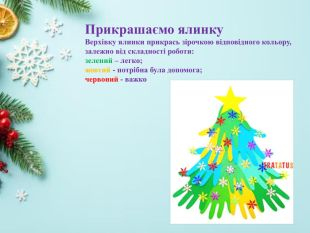 Прикрашаємо ялинку
Верхівку ялинки прикрась зірочкою відповідного кольору,
залежно від складності роботи:
зелений – легко;
жовтий - потрібна була допомога;
червоний - важко